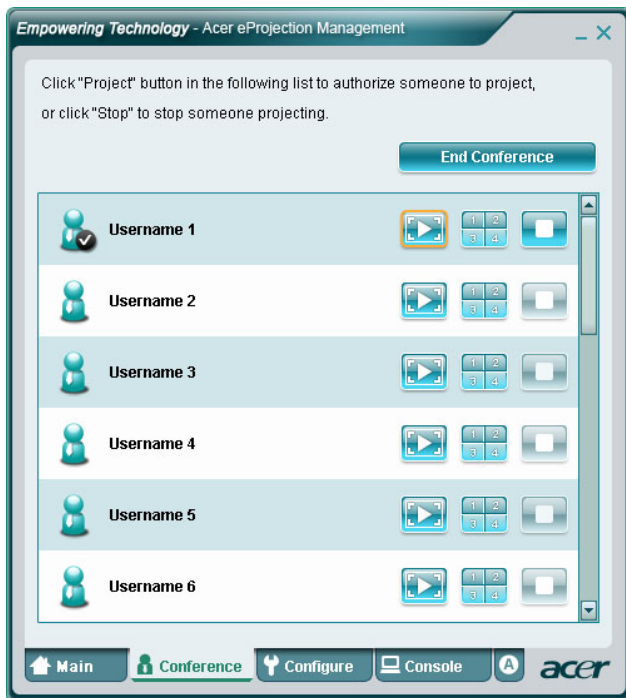 Empowering Technology - Acer eProjection Management
Click "Project" button in the following list to authorize someone to project,
or click "Stop" to stop someone projecting.
End Conference
Username 1
1 2
3 4
Username 2
1 2
3 4
Username 3
1 2
3 4
Username 4
1 2
3 4
Username 5
1 2
3 4
Username 6
1 2
3 4
Main Conference Configure Console A acer